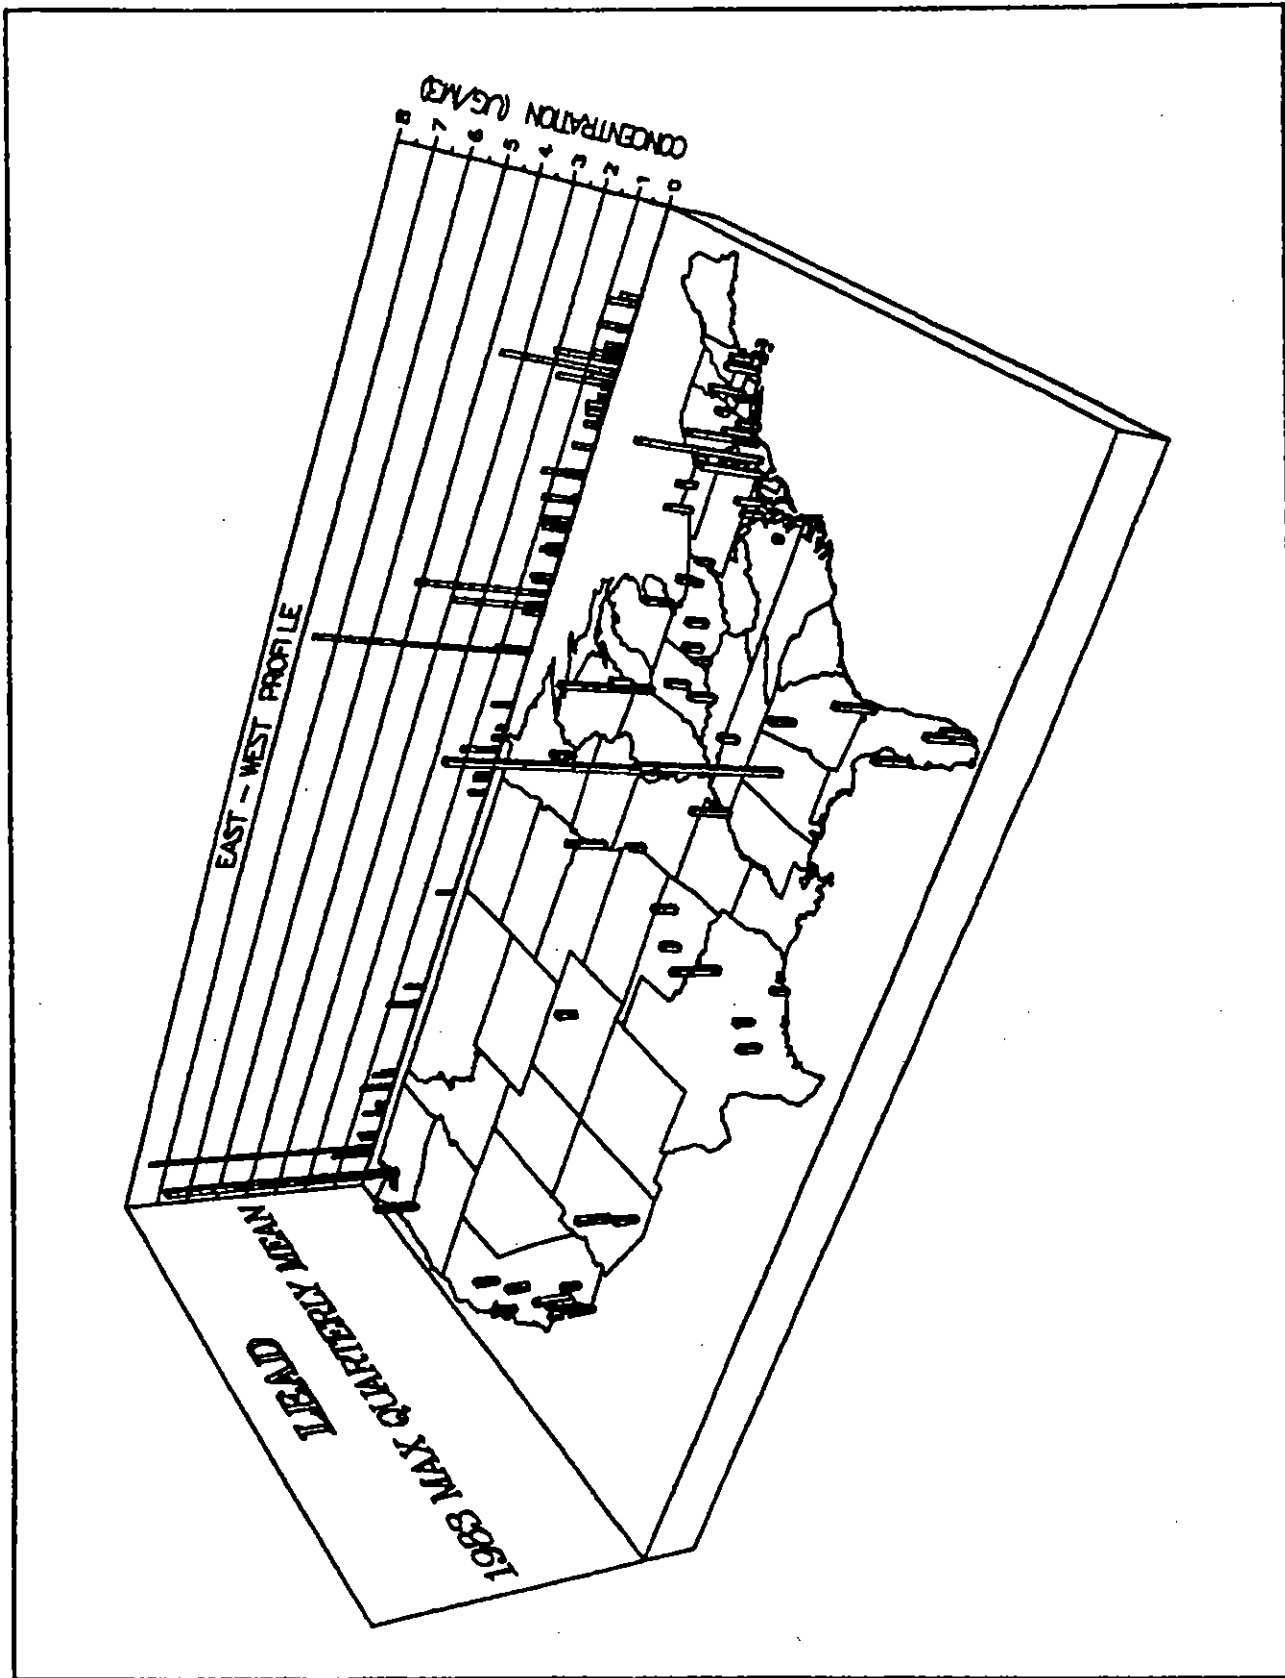 LEAD
1983 MAX QUARTERLY MEAN
EAST - WEST PROFILE
CONCENTRATION (UG/M3)
8
7
6
5
4
3
2
1
0